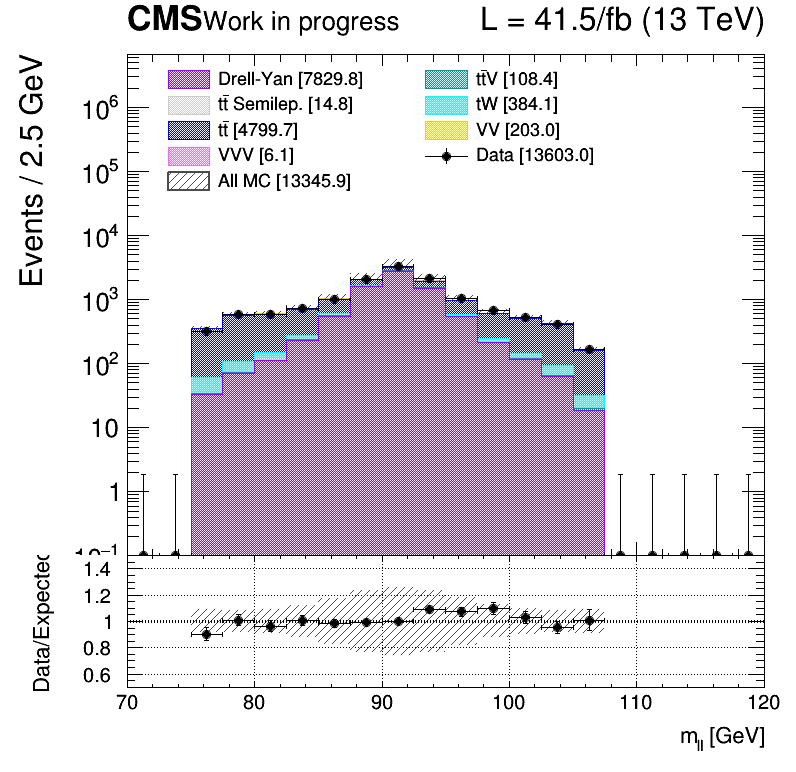 CMS Work in progress L = 41.5/fb (13 TeV)
Events / 2.5 GeV
Drell-Yan [7829.8]
tt̄ Semilep. [14.8]
tt̄ [4799.7]
VVV [6.1]
All MC [13345.9]
tt̄V [108.4]
tW [384.1]
VV [203.0]
Data [13603.0]
10⁶
10⁵
10⁴
10³
10²
10
1
10⁻¹
Data/Expected
1.4
1.2
1
0.8
0.6
70 80 90 100 110 120
m_ll [GeV]